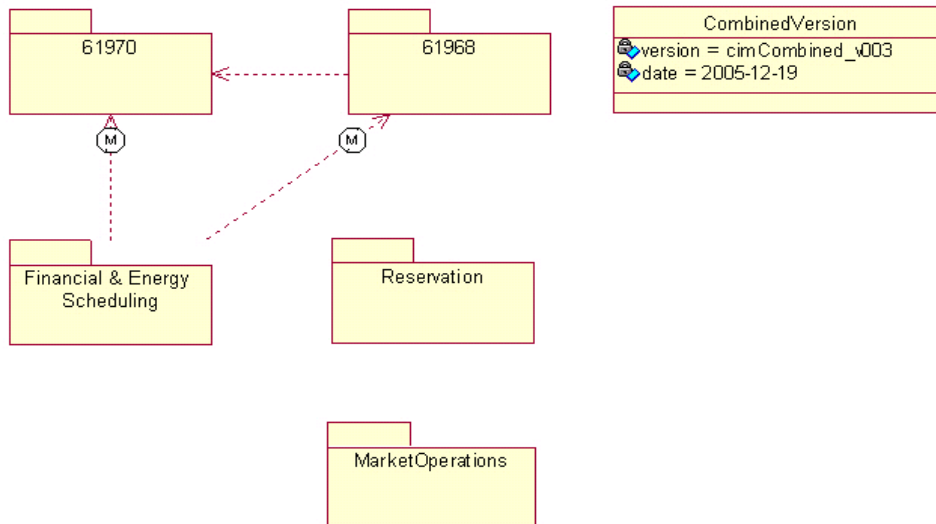 61970
61968
CombinedVersion
version = cimCombined_v003
date = 2005-12-19
M
M
Financial & Energy
Scheduling
Reservation
MarketOperations